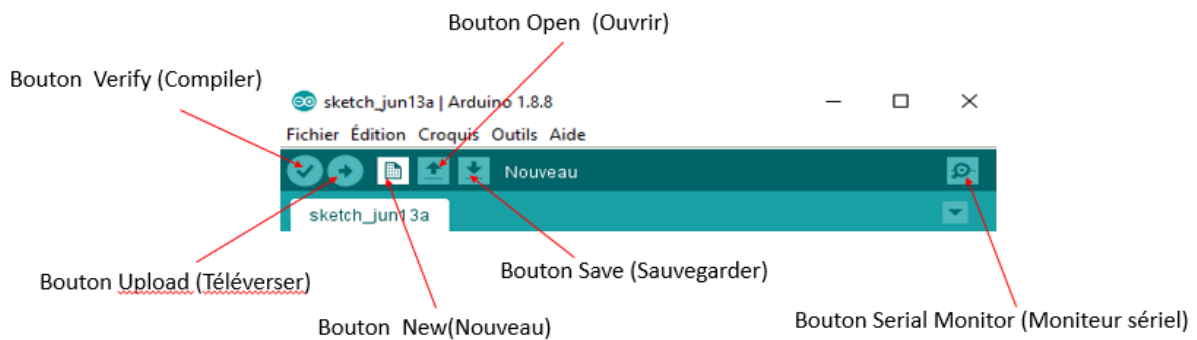 Bouton Open (Ouvrir)
Bouton Verify (Compiler)
sketch_jun13a | Arduino 1.8.8
Fichier Édition Croquis Outils Aide
Nouveau
sketch_jun13a
Bouton Upload (Téléverser)
Bouton Save (Sauvegarder)
Bouton New(Nouveau)
Bouton Serial Monitor (Moniteur sériel)